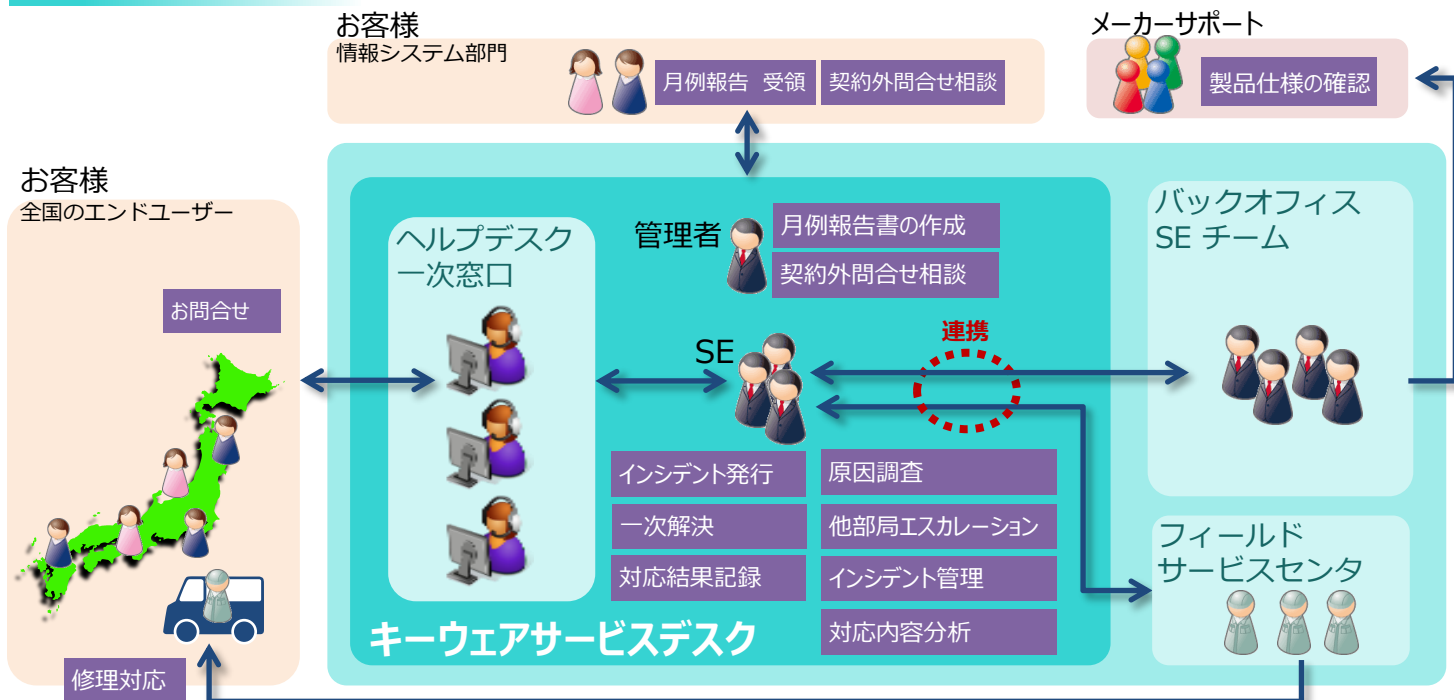 お客様
情報システム部門
月例報告　受領
契約外問合せ相談
メーカーサポート
製品仕様の確認
お客様
全国のエンドユーザー
お問合せ
修理対応
ヘルプデスク
一次窓口
管理者
月例報告書の作成
契約外問合せ相談
SE
連携
インシデント発行
一次解決
対応結果記録
原因調査
他部局エスカレーション
インシデント管理
対応内容分析
キーウェアサービスデスク
バックオフィス
SE チーム
フィールド
サービスセンタ